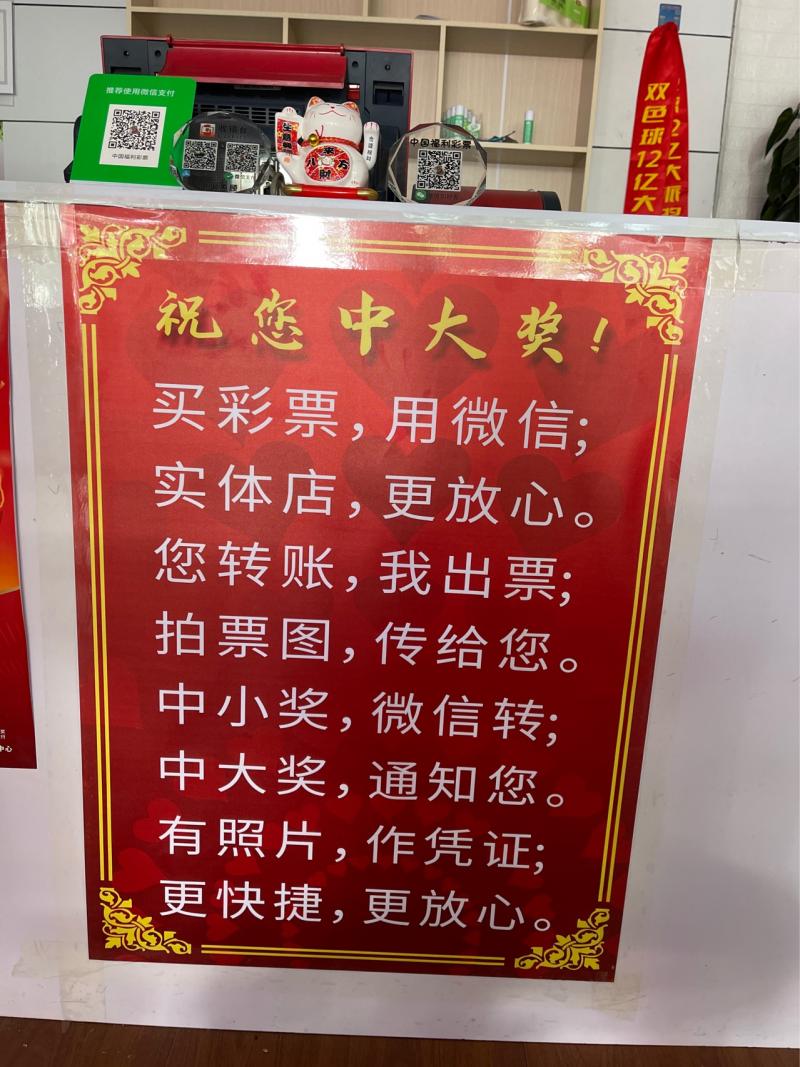 推荐使用微信支付
中国福利彩票
中国福利彩票
双色球12亿大
祝您中大奖!
买彩票,用微信;
实体店,更放心。
您转账,我出票;
拍票图,传给您。
中小奖,微信转;
中大奖,通知您。
有照片,作凭证;
更快捷,更放心。